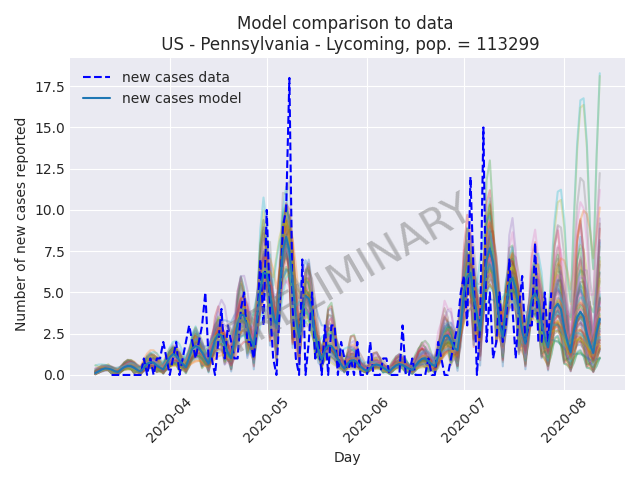 Model comparison to data
US - Pennsylvania - Lycoming, pop. = 113299
new cases data
new cases model
PRELIMINARY
Number of new cases reported
17.5
15.0
12.5
10.0
7.5
5.0
2.5
0.0
2020-04
2020-05
2020-06
2020-07
2020-08
Day